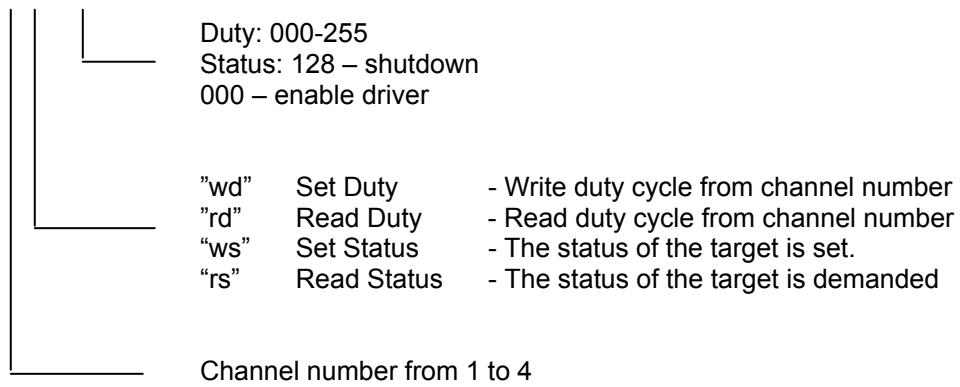 Duty: 000-255
Status: 128 – shutdown
000 – enable driver
”wd” Set Duty - Write duty cycle from channel number
”rd” Read Duty - Read duty cycle from channel number
“ws” Set Status - The status of the target is set.
“rs” Read Status - The status of the target is demanded
Channel number from 1 to 4